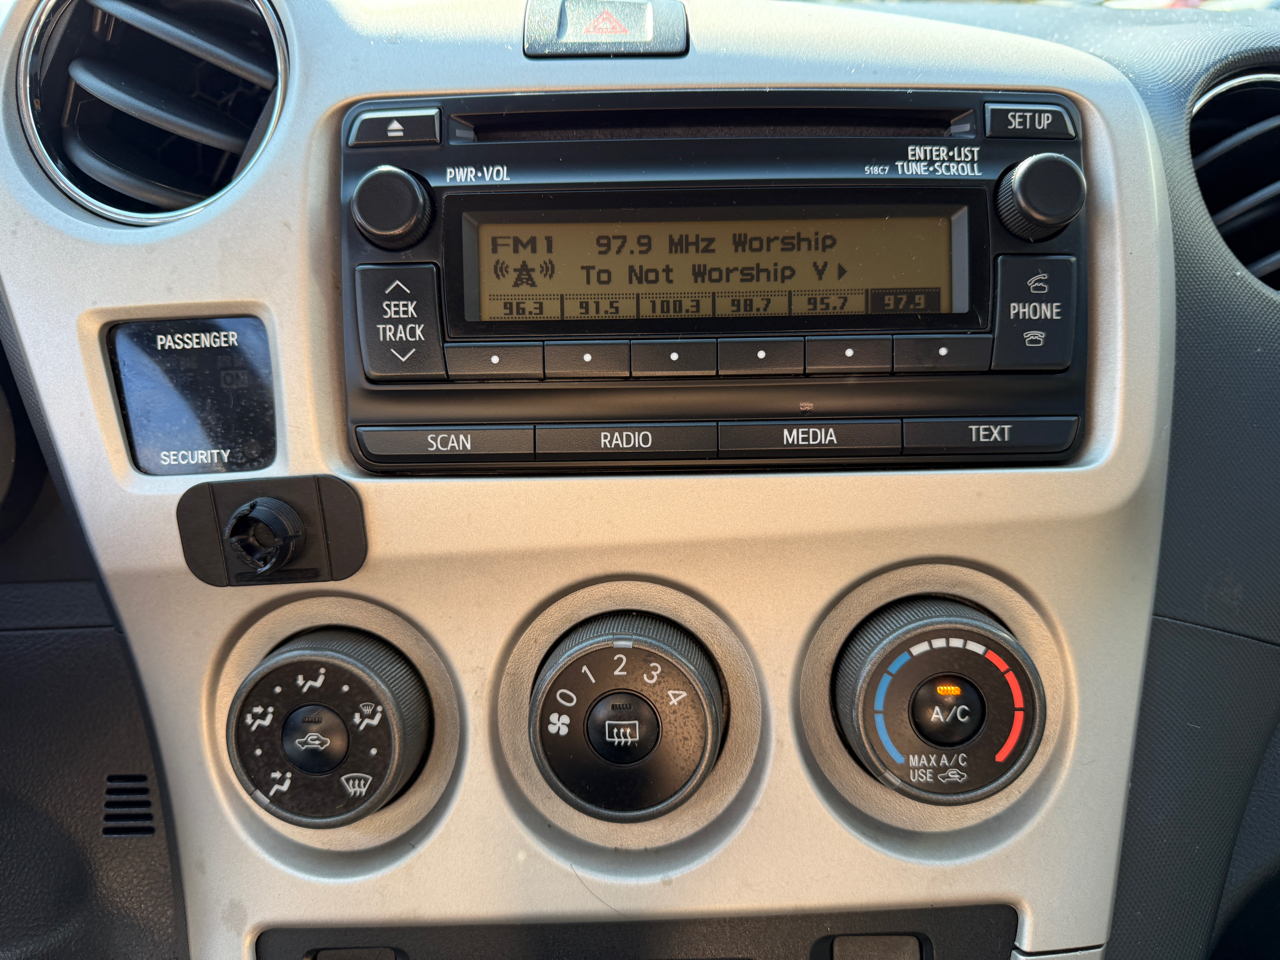 SET UP
PWR•VOL
ENTER•LIST
518C7 TUNE•SCROLL
FM1 97.9 MHz Worship
To Not Worship Y
96.3 91.5 100.3 98.7 95.7 97.9
SEEK
TRACK
PHONE
PASSENGER
ON
SECURITY
SCAN RADIO MEDIA TEXT
0 1 2 3 4
A/C
MAX A/C
USE